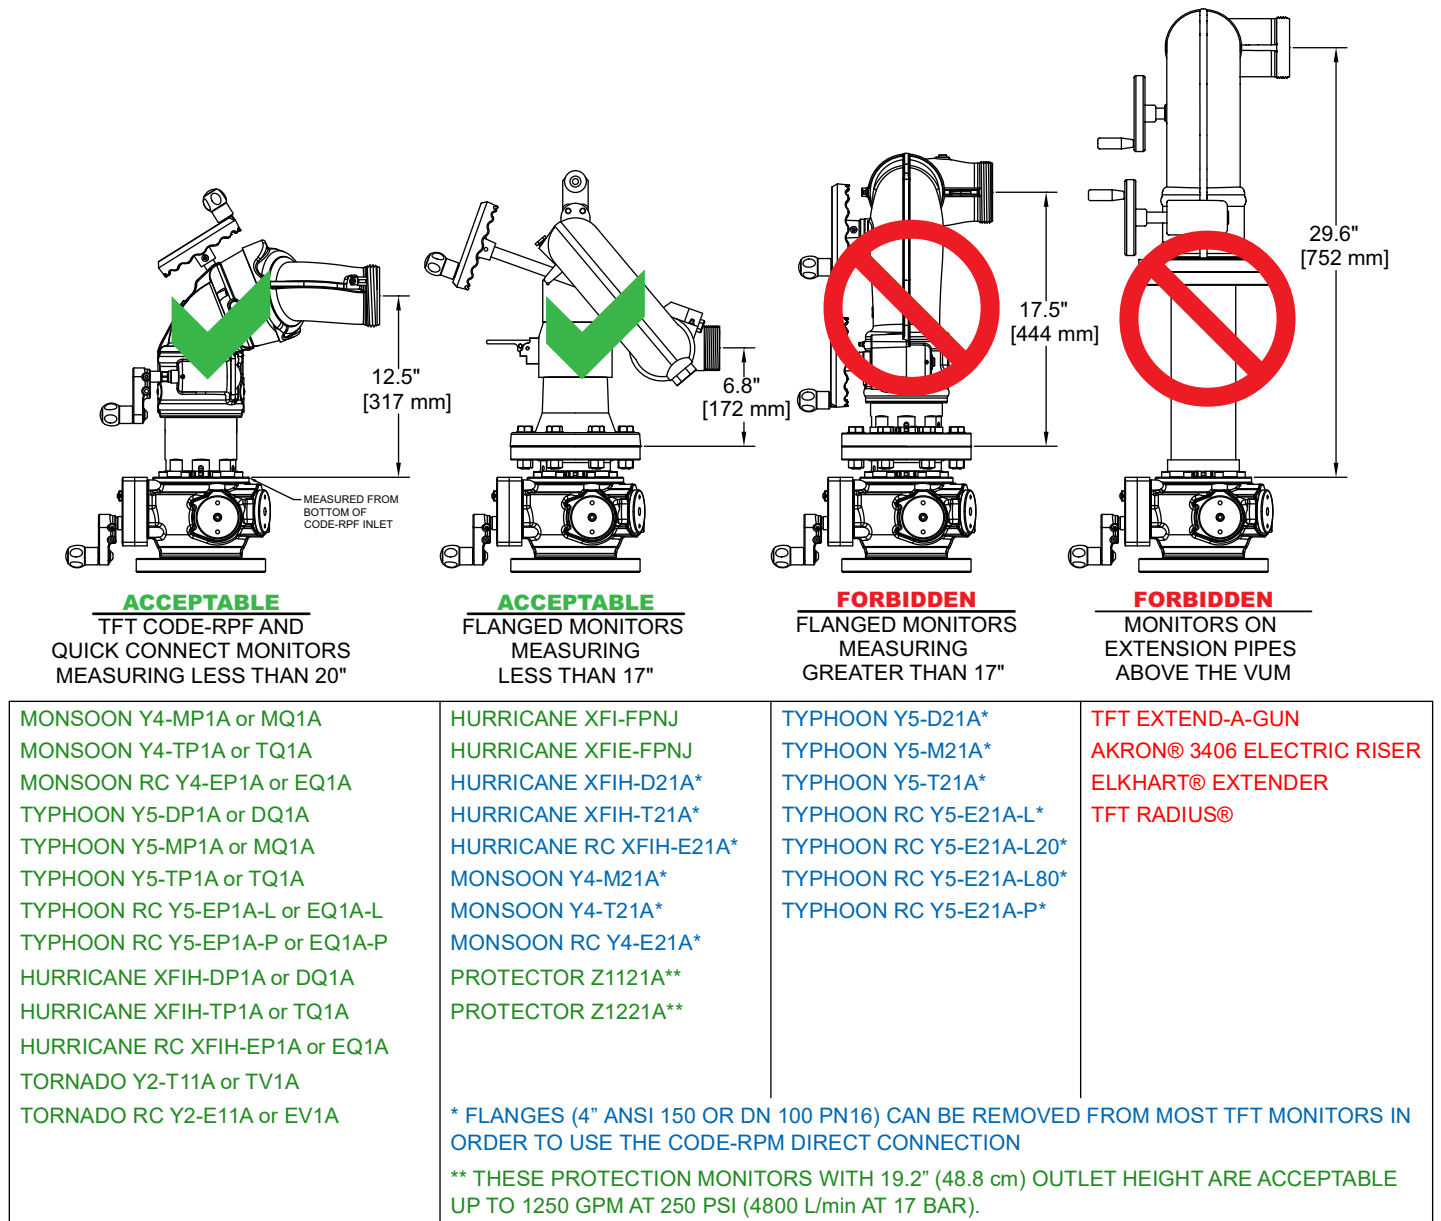 29.6"
[752 mm]
17.5"
[444 mm]
12.5"
[317 mm]
6.8"
[172 mm]
MEASURED FROM
BOTTOM OF
CODE-RPF INLET
ACCEPTABLE
TFT CODE-RPF AND
QUICK CONNECT MONITORS
MEASURING LESS THAN 20"
ACCEPTABLE
FLANGED MONITORS
MEASURING
LESS THAN 17"
FORBIDDEN
FLANGED MONITORS
MEASURING
GREATER THAN 17"
FORBIDDEN
MONITORS ON
EXTENSION PIPES
ABOVE THE VUM
MONSOON Y4-MP1A or MQ1A
MONSOON Y4-TP1A or TQ1A
MONSOON RC Y4-EP1A or EQ1A
TYPHOON Y5-DP1A or DQ1A
TYPHOON Y5-MP1A or MQ1A
TYPHOON Y5-TP1A or TQ1A
TYPHOON RC Y5-EP1A-L or EQ1A-L
TYPHOON RC Y5-EP1A-P or EQ1A-P
HURRICANE XFIH-DP1A or DQ1A
HURRICANE XFIH-TP1A or TQ1A
HURRICANE RC XFIH-EP1A or EQ1A
TORNADO Y2-T11A or TV1A
TORNADO RC Y2-E11A or EV1A
HURRICANE XFI-FPNJ
HURRICANE XFIE-FPNJ
HURRICANE XFIH-D21A*
HURRICANE XFIH-T21A*
HURRICANE RC XFIH-E21A*
MONSOON Y4-M21A*
MONSOON Y4-T21A*
MONSOON RC Y4-E21A*
PROTECTOR Z1121A**
PROTECTOR Z1221A**
TYPHOON Y5-D21A*
TYPHOON Y5-M21A*
TYPHOON Y5-T21A*
TYPHOON RC Y5-E21A-L*
TYPHOON RC Y5-E21A-L20*
TYPHOON RC Y5-E21A-L80*
TYPHOON RC Y5-E21A-P*
TFT EXTEND-A-GUN
AKRON® 3406 ELECTRIC RISER
ELKHART® EXTENDER
TFT RADIUS®
* FLANGES (4” ANSI 150 OR DN 100 PN16) CAN BE REMOVED FROM MOST TFT MONITORS IN
ORDER TO USE THE CODE-RPM DIRECT CONNECTION
** THESE PROTECTION MONITORS WITH 19.2” (48.8 cm) OUTLET HEIGHT ARE ACCEPTABLE
UP TO 1250 GPM AT 250 PSI (4800 L/min AT 17 BAR).